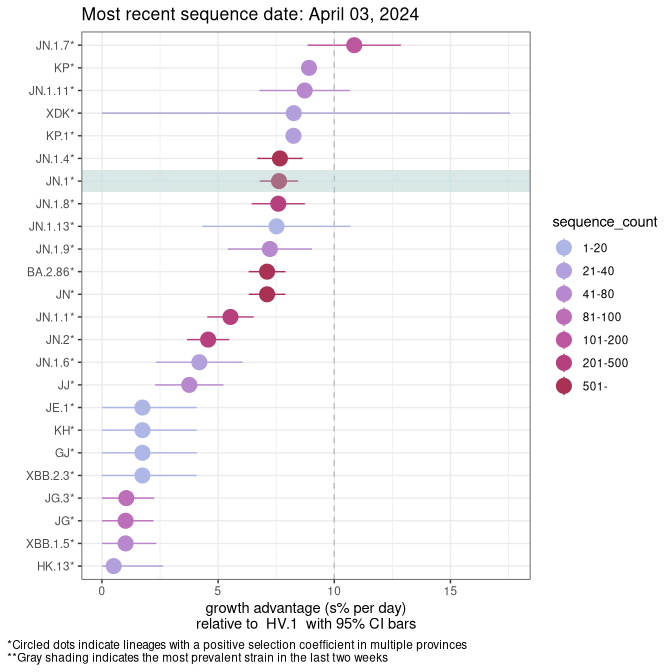 Most recent sequence date: April 03, 2024
JN.1.7*
KP*
JN.1.11*
XDK*
KP.1*
JN.1.4*
JN.1*
JN.1.8*
JN.1.13*
JN.1.9*
BA.2.86*
JN*
JN.1.1*
JN.2*
JN.1.6*
JJ*
JE.1*
KH*
GJ*
XBB.2.3*
JG.3*
JG*
XBB.1.5*
HK.13*
0 5 10 15
growth advantage (s% per day)
relative to HV.1 with 95% CI bars
sequence_count
1-20
21-40
41-80
81-100
101-200
201-500
501-
*Circled dots indicate lineages with a positive selection coefficient in multiple provinces
**Gray shading indicates the most prevalent strain in the last two weeks